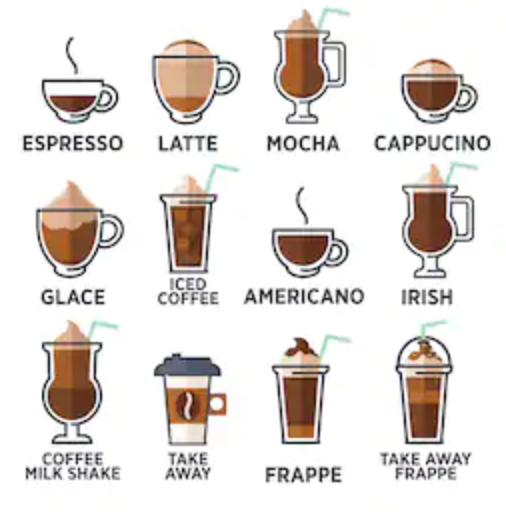 ESPRESSO
LATTE
MOCHA
CAPPUCINO
GLACE
ICED
COFFEE
AMERICANO
IRISH
COFFEE
MILK SHAKE
TAKE
AWAY
FRAPPE
TAKE AWAY
FRAPPE